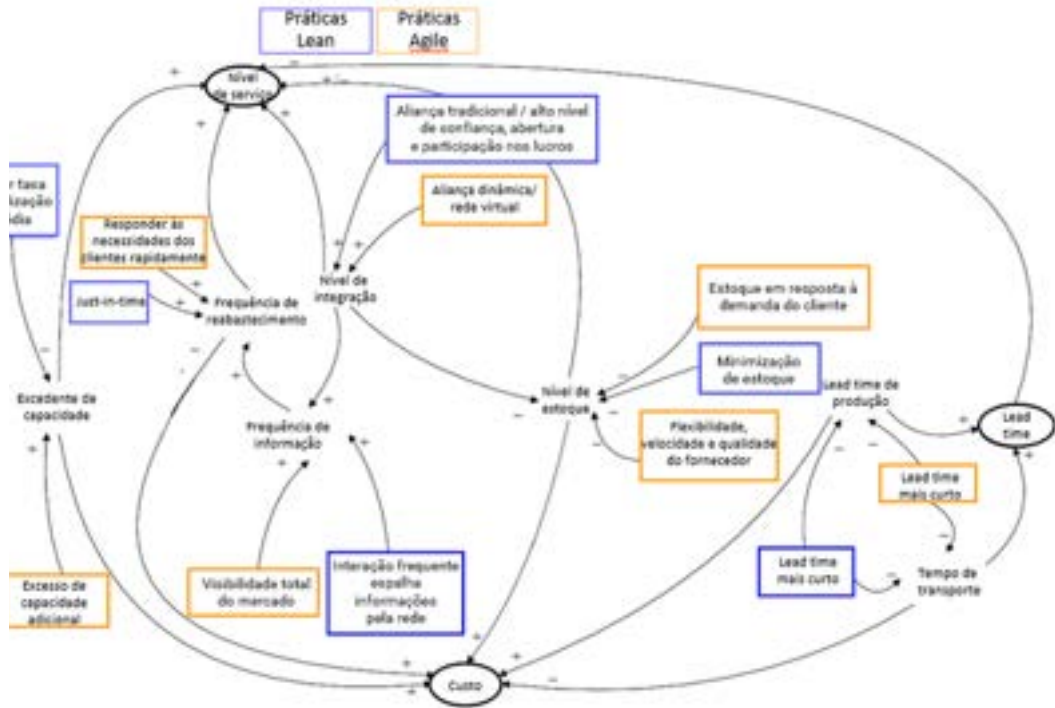 Práticas
Lean
Práticas
Agile
Nível
de serviço
Aliança tradicional / alto nível
de confiança, abertura
e participação nos lucros
Aliança dinâmica/
rede virtual
r taxa
ização
édia
Responder às
necessidades dos
clientes rapidamente
Just-in-time
Frequência de
reabastecimento
Nível de
integração
Estoque em resposta à
demanda do cliente
Minimização
de estoque
Nível de
estoque
Lead time de
produção
Lead
time
Excedente de
capacidade
Frequência de
informação
Flexibilidade,
velocidade e qualidade
do fornecedor
Lead time
mais curto
Lead time
mais curto
Tempo de
transporte
Excesso de
capacidade
adicional
Visibilidade total
do mercado
Interação frequente
espalha
informações
pela rede
Custo